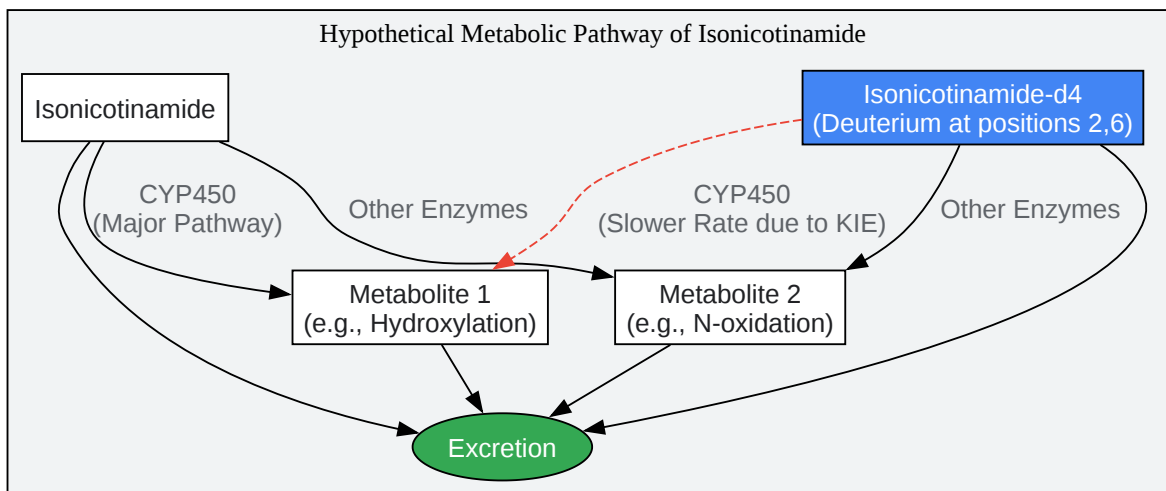 Hypothetical Metabolic Pathway of Isonicotinamide
Isonicotinamide
Isonicotinamide-d4
(Deuterium at positions 2,6)
CYP450
(Major Pathway)
Other Enzymes
CYP450
(Slower Rate due to KIE)
Other Enzymes
Metabolite 1
(e.g., Hydroxylation)
Metabolite 2
(e.g., N-oxidation)
Excretion